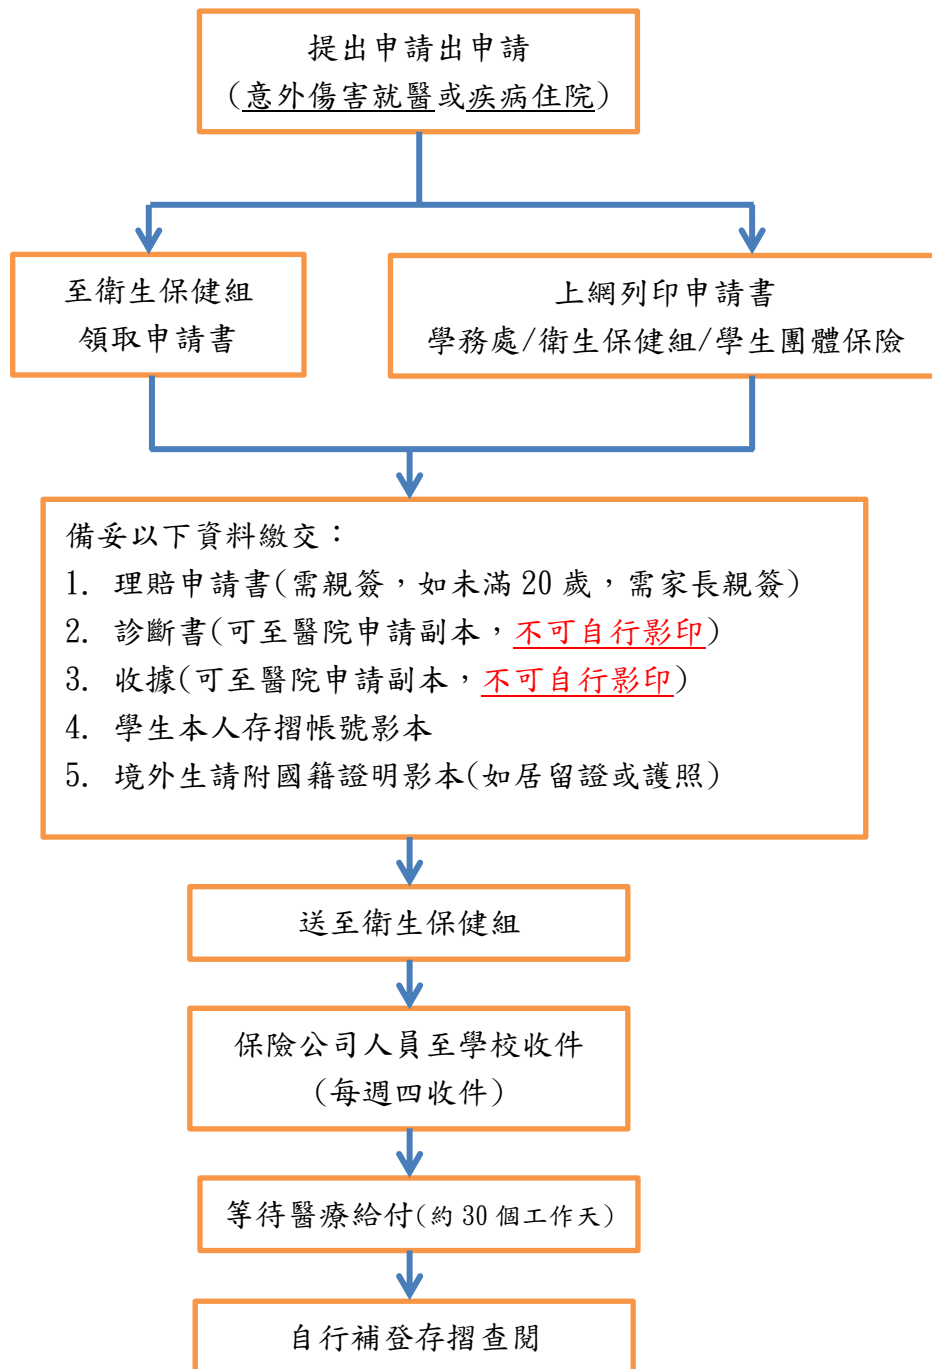 提出申請出申請
(意外傷害就醫或疾病住院)
至衛生保健組
領取申請書
上網列印申請書
學務處/衛生保健組/學生團體保險
備妥以下資料繳交：
1. 理賠申請書(需親簽，如未滿20歲，需家長親簽)
2. 診斷書(可至醫院申請副本，不可自行影印)
3. 收據(可至醫院申請副本，不可自行影印)
4. 學生本人存摺帳號影本
5. 境外生請附國籍證明影本(如居留證或護照)
送至衛生保健組
保險公司人員至學校收件
(每週四收件)
等待醫療給付(約30個工作天)
自行補登存摺查閱